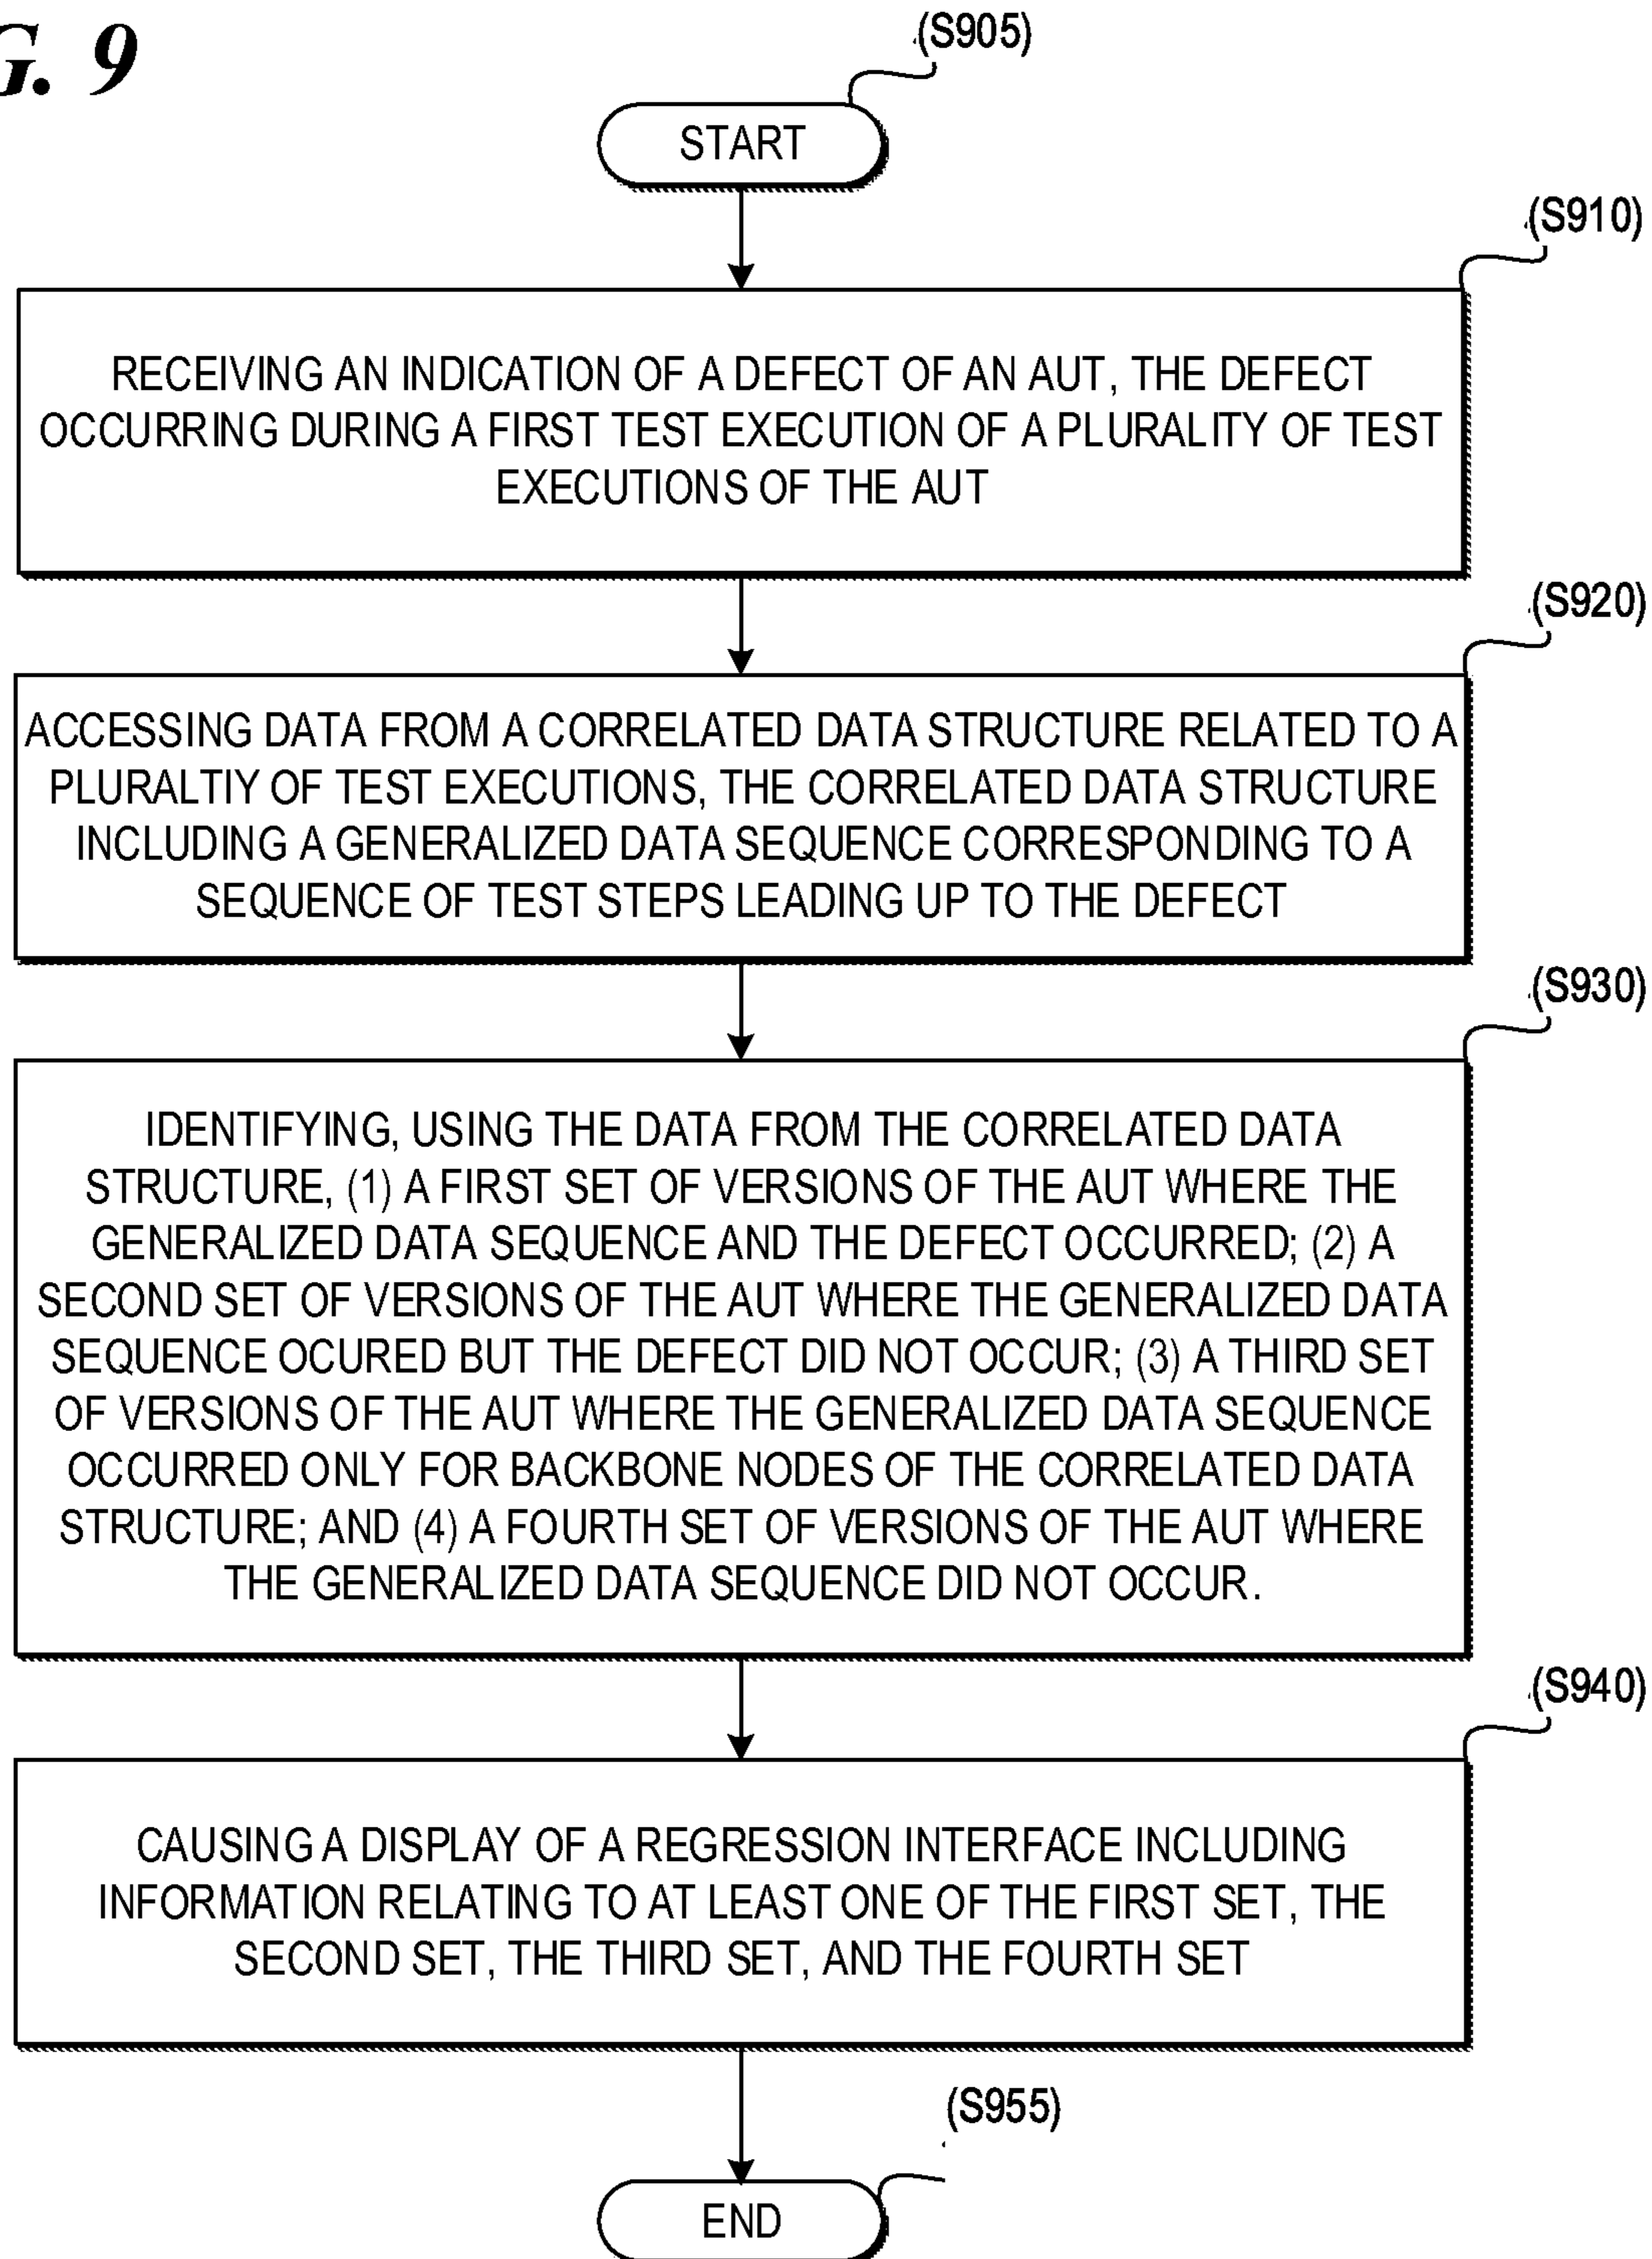 G. 9
(S905)
START
(S910)
RECEIVING AN INDICATION OF A DEFECT OF AN AUT, THE DEFECT
OCCURRING DURING A FIRST TEST EXECUTION OF A PLURALITY OF TEST
EXECUTIONS OF THE AUT
(S920)
ACCESSING DATA FROM A CORRELATED DATA STRUCTURE RELATED TO A
PLURALTIY OF TEST EXECUTIONS, THE CORRELATED DATA STRUCTURE
INCLUDING A GENERALIZED DATA SEQUENCE CORRESPONDING TO A
SEQUENCE OF TEST STEPS LEADING UP TO THE DEFECT
(S930)
IDENTIFYING, USING THE DATA FROM THE CORRELATED DATA
STRUCTURE, (1) A FIRST SET OF VERSIONS OF THE AUT WHERE THE
GENERALIZED DATA SEQUENCE AND THE DEFECT OCCURRED; (2) A
SECOND SET OF VERSIONS OF THE AUT WHERE THE GENERALIZED DATA
SEQUENCE OCURED BUT THE DEFECT DID NOT OCCUR; (3) A THIRD SET
OF VERSIONS OF THE AUT WHERE THE GENERALIZED DATA SEQUENCE
OCCURRED ONLY FOR BACKBONE NODES OF THE CORRELATED DATA
STRUCTURE; AND (4) A FOURTH SET OF VERSIONS OF THE AUT WHERE
THE GENERALIZED DATA SEQUENCE DID NOT OCCUR.
(S940)
CAUSING A DISPLAY OF A REGRESSION INTERFACE INCLUDING
INFORMATION RELATING TO AT LEAST ONE OF THE FIRST SET, THE
SECOND SET, THE THIRD SET, AND THE FOURTH SET
(S955)
END